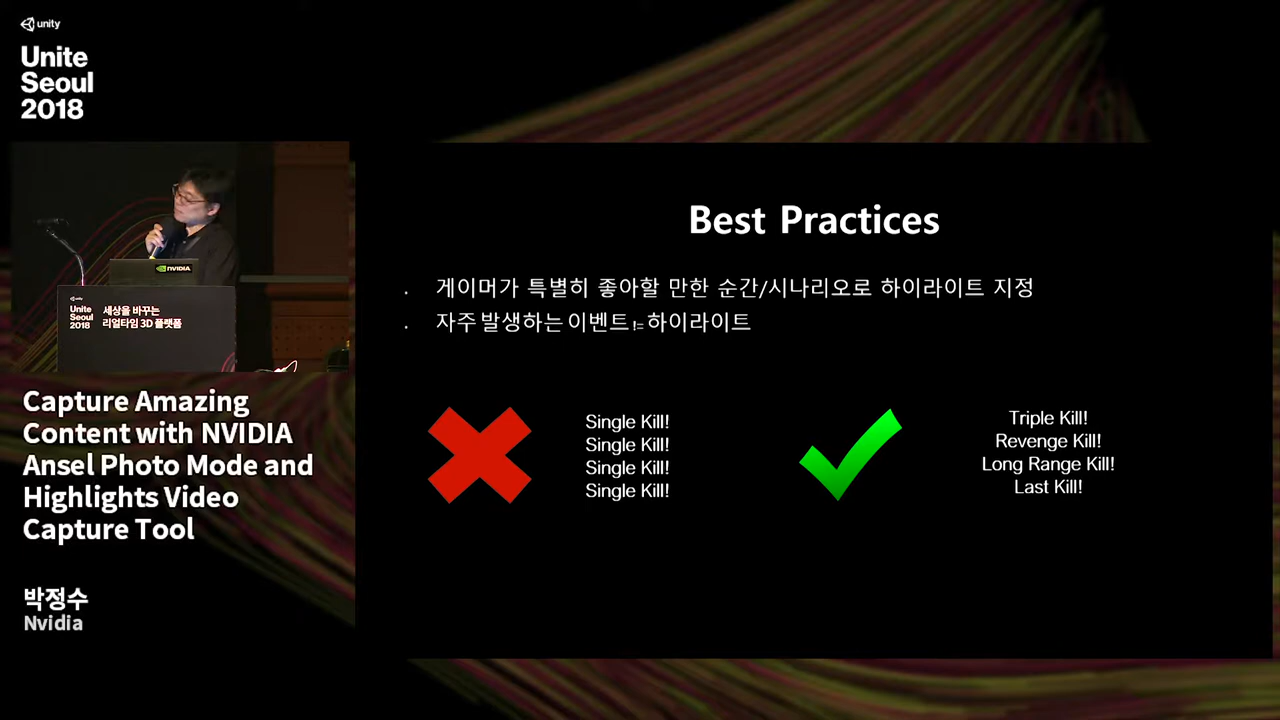 unity
Unite
Seoul
2018
NVIDIA
unity
Unite
Seoul
2018
세상을 바꾸는
리얼타임 3D 플랫폼
Capture Amazing
Content with NVIDIA
Ansel Photo Mode and
Highlights Video
Capture Tool
박정수
Nvidia
Best Practices
. 게이머가 특별히 좋아할 만한 순간/시나리오로 하이라이트 지정
. 자주 발생하는 이벤트 != 하이라이트
Single Kill!
Single Kill!
Single Kill!
Single Kill!
Triple Kill!
Revenge Kill!
Long Range Kill!
Last Kill!